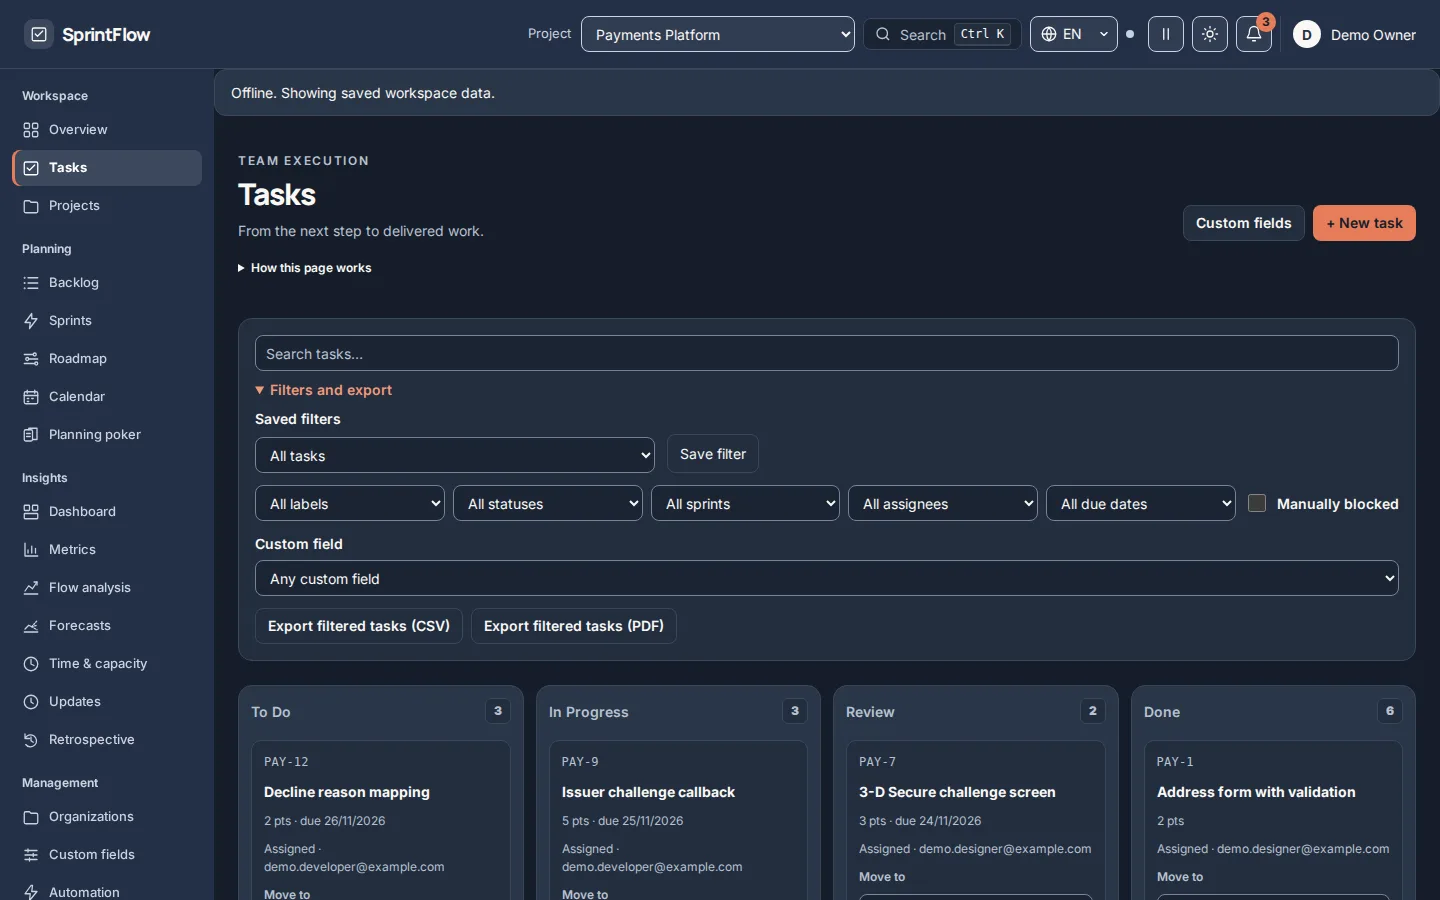 SprintFlow
Project
Payments Platform
Search Ctrl K
EN
3
D
Demo Owner
Workspace
Overview
Tasks
Projects
Planning
Backlog
Sprints
Roadmap
Calendar
Planning poker
Insights
Dashboard
Metrics
Flow analysis
Forecasts
Time & capacity
Updates
Retrospective
Management
Organizations
Custom fields
Automation
Offline. Showing saved workspace data.
TEAM EXECUTION
Tasks
From the next step to delivered work.
How this page works
Custom fields
+ New task
Search tasks...
Filters and export
Saved filters
All tasks
Save filter
All labels
All statuses
All sprints
All assignees
All due dates
Manually blocked
Custom field
Any custom field
Export filtered tasks (CSV)
Export filtered tasks (PDF)
To Do 3
PAY-12
Decline reason mapping
2 pts · due 26/11/2026
Assigned ·
demo.developer@example.com
Move to
In Progress 3
PAY-9
Issuer challenge callback
5 pts · due 25/11/2026
Assigned ·
demo.developer@example.com
Move to
Review 2
PAY-7
3-D Secure challenge screen
3 pts · due 24/11/2026
Assigned · demo.designer@example.com
Move to
Done 6
PAY-1
Address form with validation
2 pts
Assigned · demo.designer@example.com
Move to